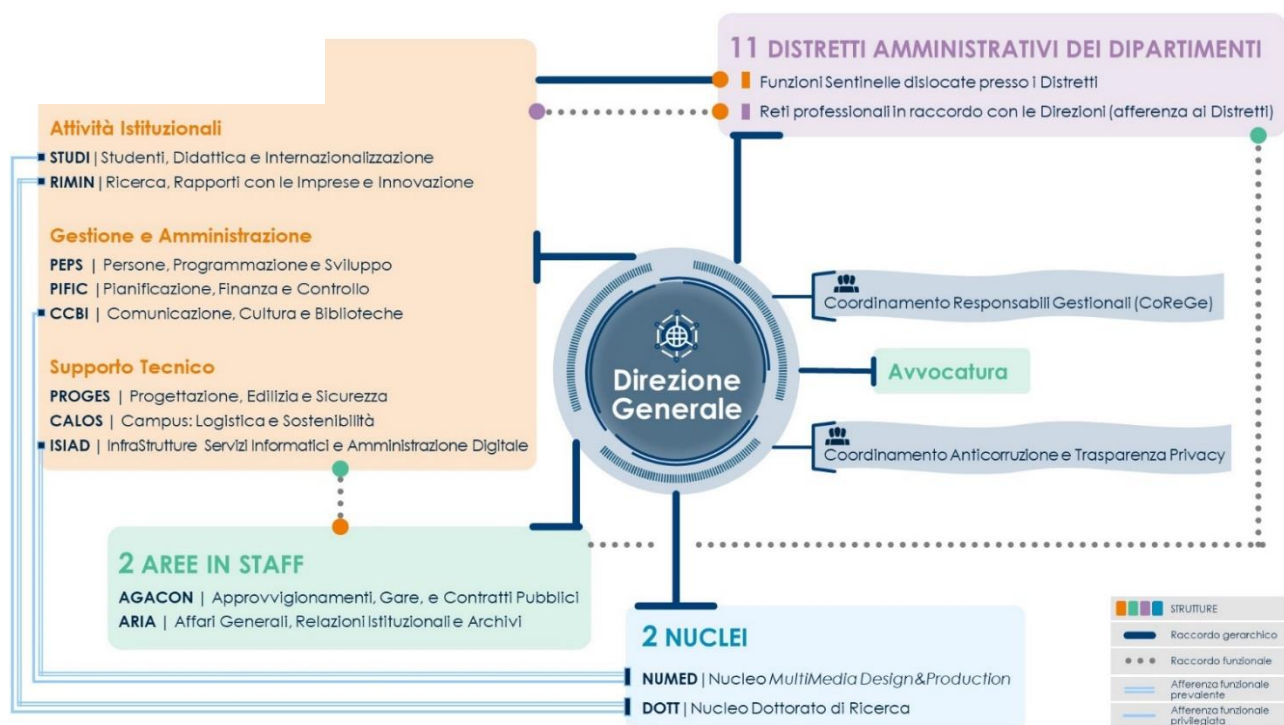 11 DISTRETTI AMMINISTRATIVI DEI DIPARTIMENTI
Funzioni Sentinelle dislocate presso i Distretti
Reti professionali in raccordo con le Direzioni (afferenza ai Distretti)
Attività Istituzionali
STUDI | Studenti, Didattica e Internazionalizzazione
RIMIN | Ricerca, Rapporti con le Imprese e Innovazione
Gestione e Amministrazione
PEPS | Persone, Programmazione e Sviluppo
PIFIC | Pianificazione, Finanza e Controllo
CCBI | Comunicazione, Cultura e Biblioteche
Supporto Tecnico
PROGES | Progettazione, Edilizia e Sicurezza
CALOS | Campus: Logistica e Sostenibilità
ISIAD | InfraStrutture Servizi Informatici e Amministrazione Digitale
Direzione
Generale
Coordinamento Responsabili Gestionali (CoReGe)
Avvocatura
Coordinamento Anticorruzione e Trasparenza Privacy
2 AREE IN STAFF
AGACON | Approvvigionamenti, Gare, e Contratti Pubblici
ARIA | Affari Generali, Relazioni Istituzionali e Archivi
2 NUCLEI
NUMED | Nucleo MultiMedia Design&Production
DOTT | Nucleo Dottorato di Ricerca
STRUTTURE
Raccordo gerarchico
Raccordo funzionale
Afferenza funzionale
prevalente
Afferenza funzionale
privilegiata